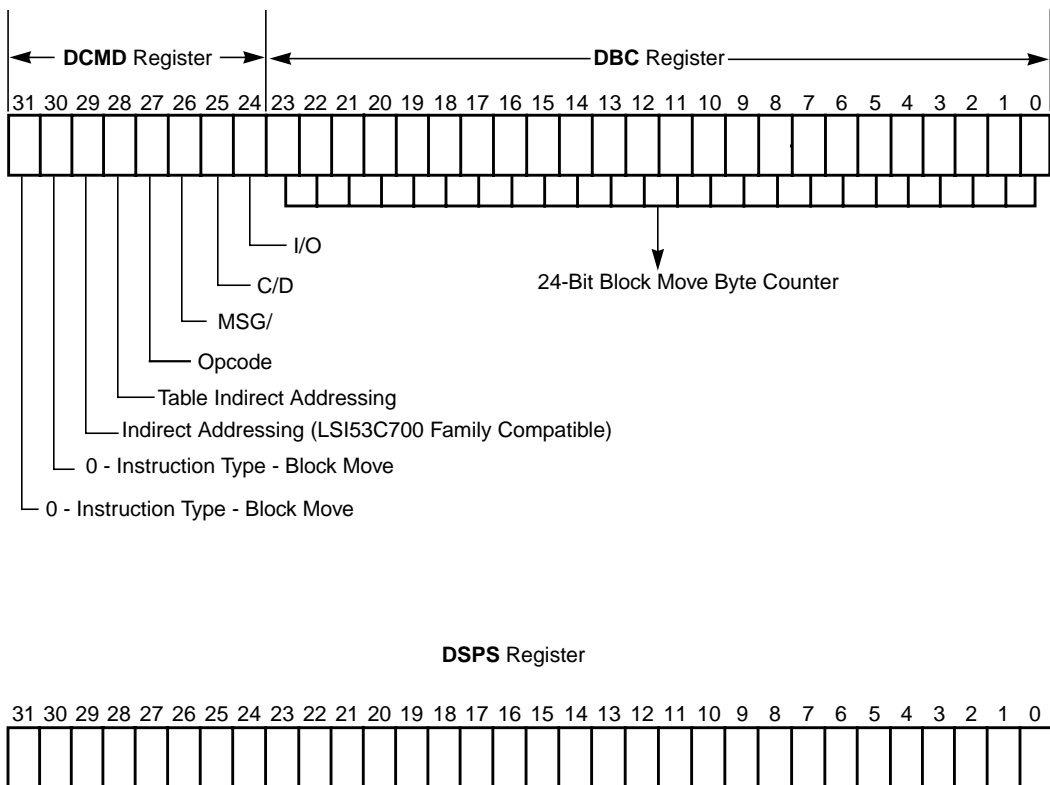 DCMD Register DBC Register
31 30 29 28 27 26 25 24 23 22 21 20 19 18 17 16 15 14 13 12 11 10 9 8 7 6 5 4 3 2 1 0
I/O
C/D
24-Bit Block Move Byte Counter
MSG/
Opcode
Table Indirect Addressing
Indirect Addressing (LSI53C700 Family Compatible)
0 - Instruction Type - Block Move
0 - Instruction Type - Block Move
DSPS Register
31 30 29 28 27 26 25 24 23 22 21 20 19 18 17 16 15 14 13 12 11 10 9 8 7 6 5 4 3 2 1 0